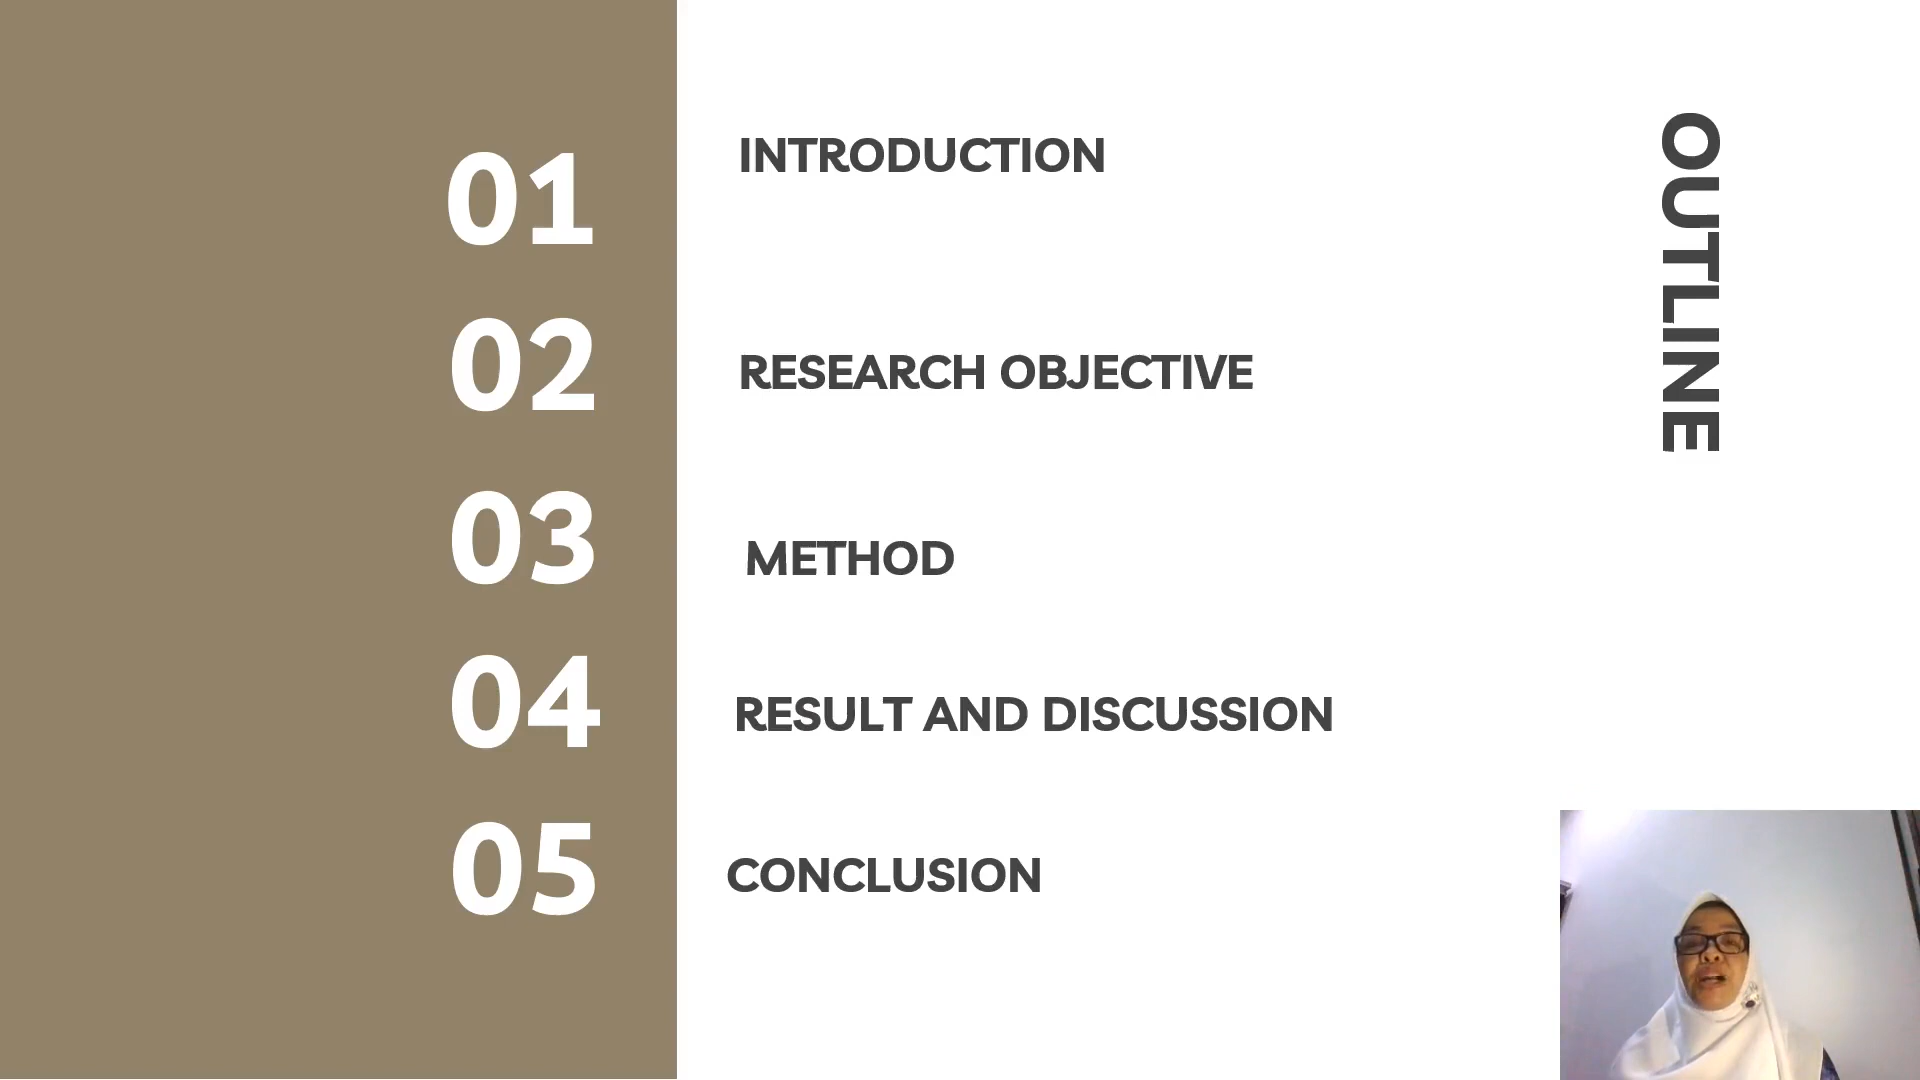 OUTLINE
01
INTRODUCTION
02
RESEARCH OBJECTIVE
03
METHOD
04
RESULT AND DISCUSSION
05
CONCLUSION